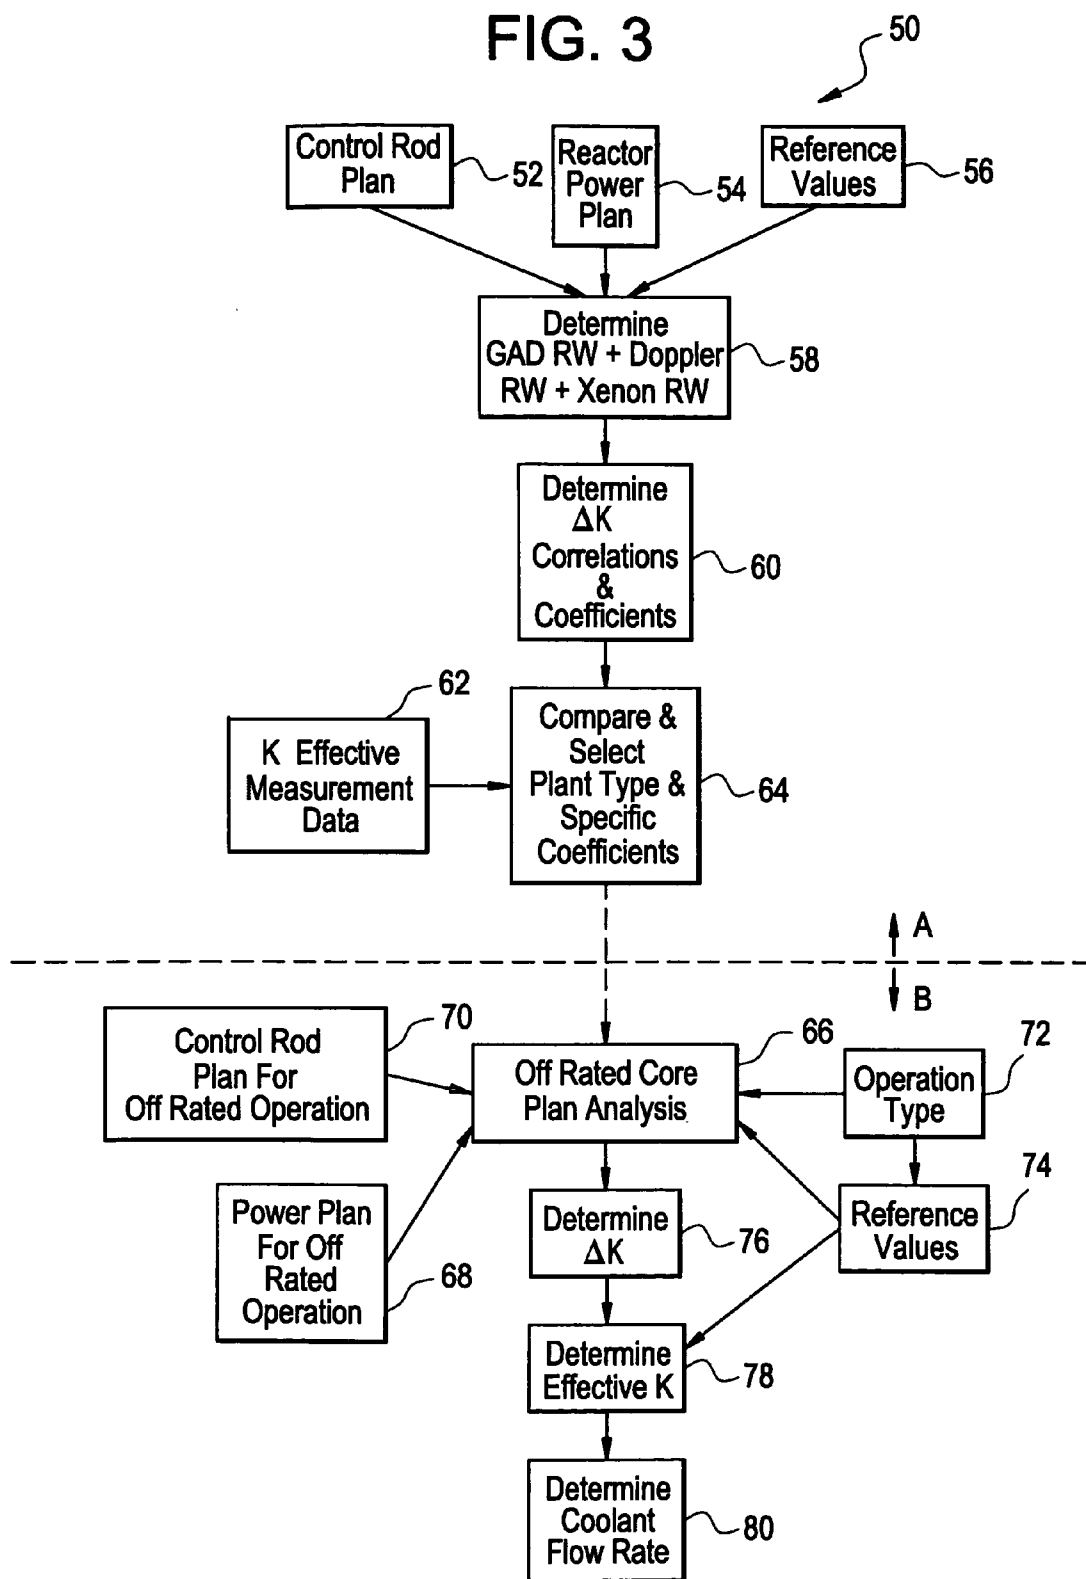 FIG. 3
50
Control Rod
Plan
52
Reactor
Power
Plan
54
Reference
Values
56
Determine
GAD RW + Doppler
RW + Xenon RW
58
Determine
ΔK
Correlations
&
Coefficients
60
62
K Effective
Measurement
Data
Compare &
Select
Plant Type &
Specific
Coefficients
64
A
B
70
Control Rod
Plan For
Off Rated Operation
66
Off Rated Core
Plan Analysis
72
Operation
Type
Power Plan
For Off
Rated
Operation
68
Determine
ΔK
76
74
Reference
Values
Determine
Effective K
78
Determine
Coolant
Flow Rate
80